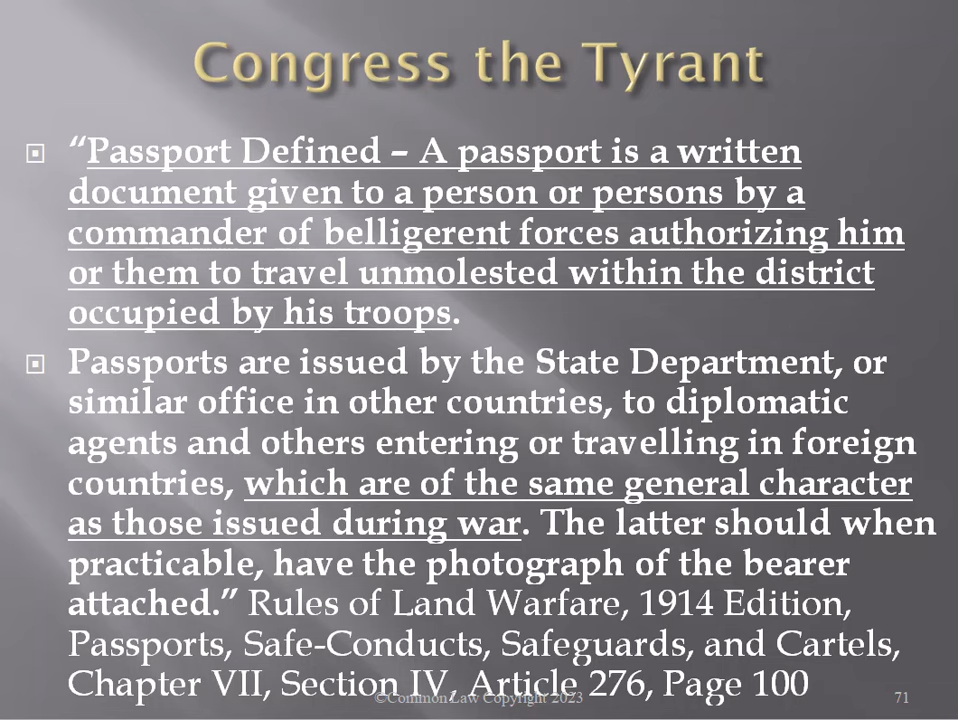 Congress the Tyrant
“Passport Defined – A passport is a written
document given to a person or persons by a
commander of belligerent forces authorizing him
or them to travel unmolested within the district
occupied by his troops.
Passports are issued by the State Department, or
similar office in other countries, to diplomatic
agents and others entering or travelling in foreign
countries, which are of the same general character
as those issued during war. The latter should when
practicable, have the photograph of the bearer
attached.” Rules of Land Warfare, 1914 Edition,
Passports, Safe-Conducts, Safeguards, and Cartels,
Chapter VII, Section IV, Article 276, Page 100
©Common Law Copyright 2023
71